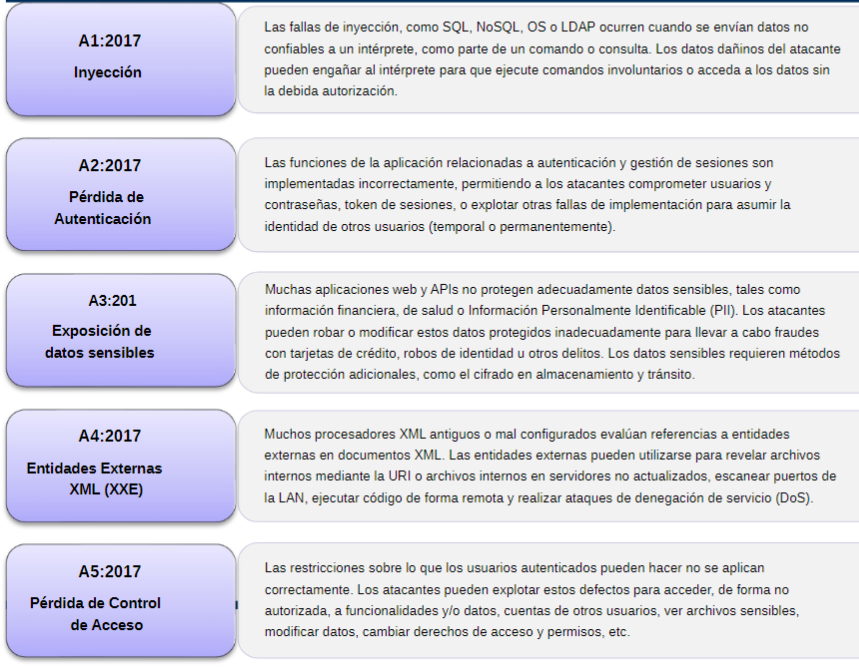 A1:2017
Inyección
Las fallas de inyección, como SQL, NoSQL, OS o LDAP ocurren cuando se envían datos no
confiables a un intérprete, como parte de un comando o consulta. Los datos dañinos del atacante
pueden engañar al intérprete para que ejecute comandos involuntarios o acceda a los datos sin
la debida autorización.
A2:2017
Pérdida de
Autenticación
Las funciones de la aplicación relacionadas a autenticación y gestión de sesiones son
implementadas incorrectamente, permitiendo a los atacantes comprometer usuarios y
contraseñas, token de sesiones, o explotar otras fallas de implementación para asumir la
identidad de otros usuarios (temporal o permanentemente).
A3:201
Exposición de
datos sensibles
Muchas aplicaciones web y APIs no protegen adecuadamente datos sensibles, tales como
información financiera, de salud o Información Personalmente Identificable (PII). Los atacantes
pueden robar o modificar estos datos protegidos inadecuadamente para llevar a cabo fraudes
con tarjetas de crédito, robos de identidad u otros delitos. Los datos sensibles requieren métodos
de protección adicionales, como el cifrado en almacenamiento y tránsito.
A4:2017
Entidades Externas
XML (XXE)
Muchos procesadores XML antiguos o mal configurados evalúan referencias a entidades
externas en documentos XML. Las entidades externas pueden utilizarse para revelar archivos
internos mediante la URI o archivos internos en servidores no actualizados, escanear puertos de
la LAN, ejecutar código de forma remota y realizar ataques de denegación de servicio (DoS).
A5:2017
Pérdida de Control
de Acceso
Las restricciones sobre lo que los usuarios autenticados pueden hacer no se aplican
correctamente. Los atacantes pueden explotar estos defectos para acceder, de forma no
autorizada, a funcionalidades y/o datos, cuentas de otros usuarios, ver archivos sensibles,
modificar datos, cambiar derechos de acceso y permisos, etc.